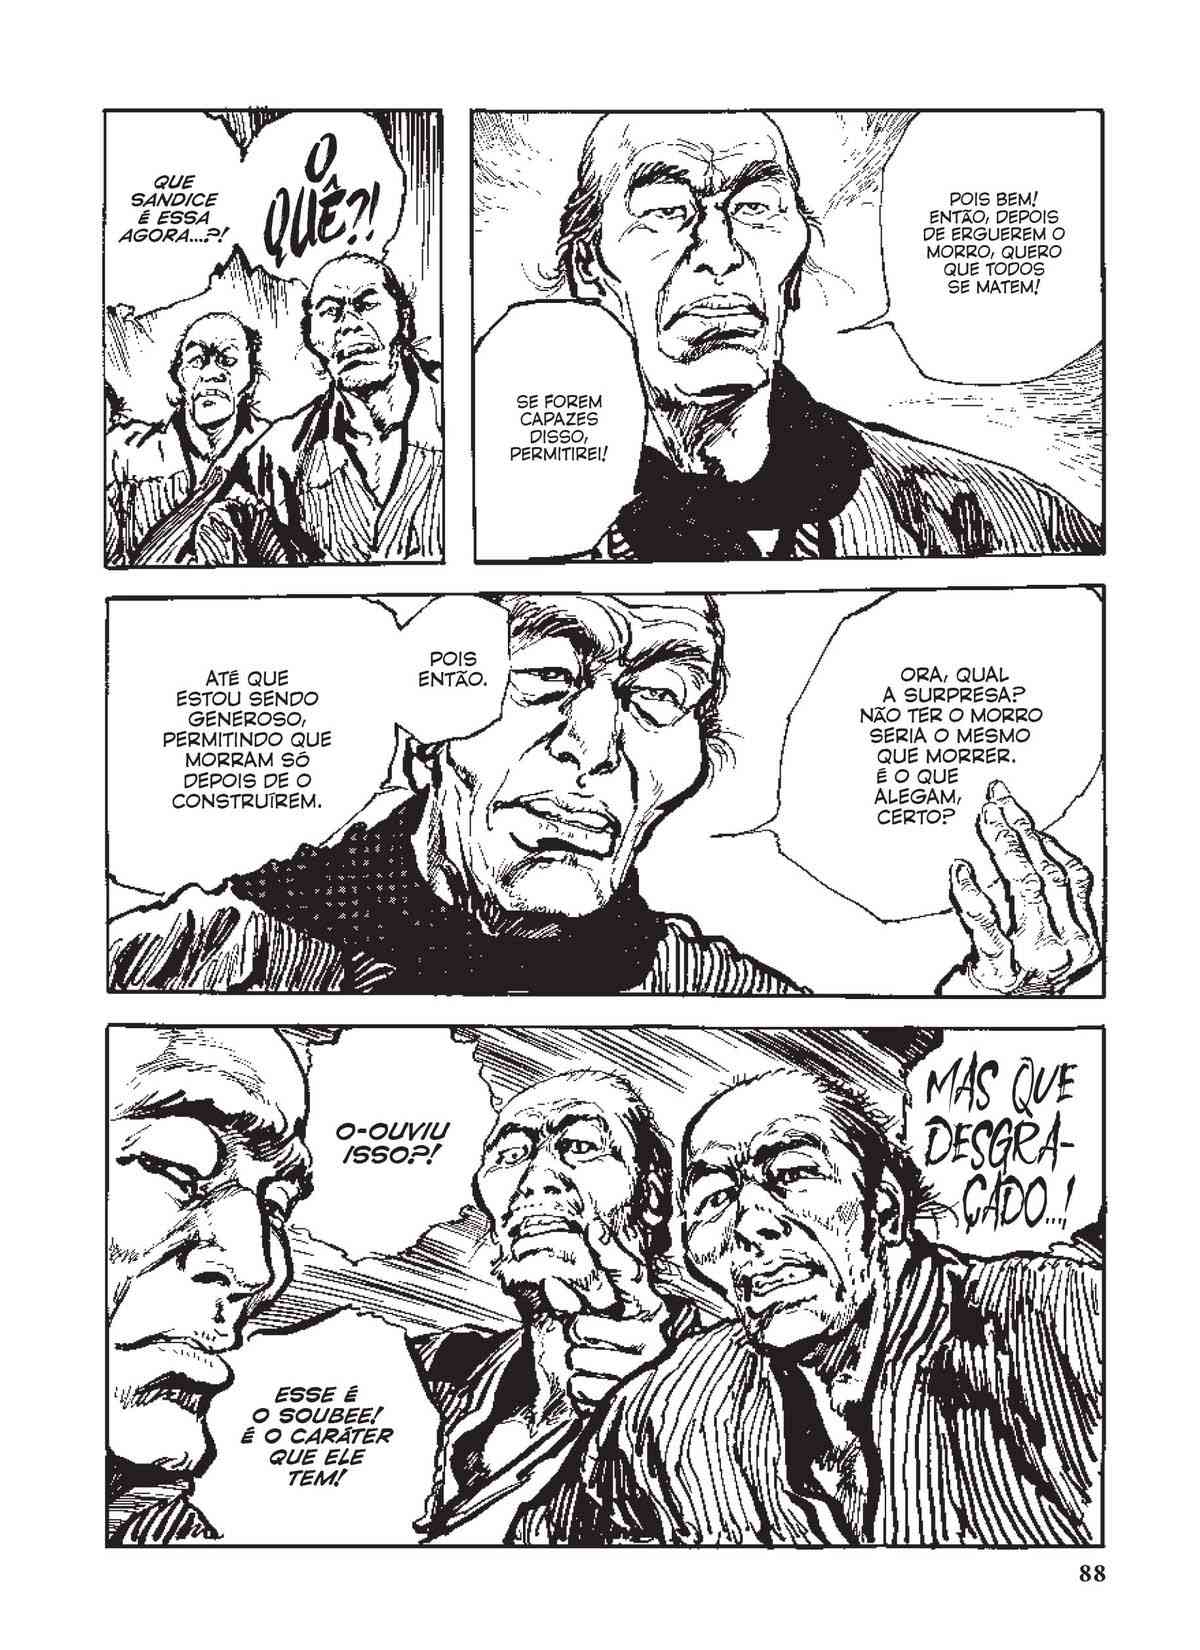 POIS BEM!
ENTÃO, DEPOIS
DE ERGUEREM O
MORRO, QUERO
QUE TODOS
SE MATEM!
SE FOREM
CAPAZES
DISSO,
PERMITIREI!
O
QUÊ?!
QUE
SANDICE
É ESSA
AGORA...?!
ORA, QUAL
A SURPRESA?
NÃO TER O MORRO
SERIA O MESMO
QUE MORRER.
É O QUE
ALEGAM,
CERTO?
POIS
ENTÃO.
ATÉ QUE
ESTOU SENDO
GENEROSO,
PERMITINDO QUE
MORRAM SÓ
DEPOIS DE O
CONSTRUÍREM.
MAS QUE
DESGRA-
ÇADO...!
O-OUVIU
ISSO?!
ESSE É
O SOUBEE!
É O CARÁTER
QUE ELE
TEM!
88